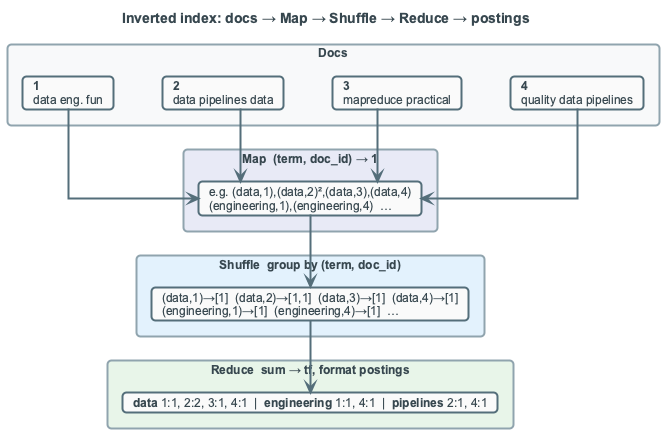 Inverted index: docs → Map → Shuffle → Reduce → postings
Docs
1
data eng. fun
2
data pipelines data
3
mapreduce practical
4
quality data pipelines
Map (term, doc_id) → 1
e.g. (data,1),(data,2)²,(data,3),(data,4)
(engineering,1),(engineering,4) …
Shuffle group by (term, doc_id)
(data,1)→[1] (data,2)→[1,1] (data,3)→[1] (data,4)→[1]
(engineering,1)→[1] (engineering,4)→[1] …
Reduce sum → tf, format postings
data 1:1, 2:2, 3:1, 4:1 | engineering 1:1, 4:1 | pipelines 2:1, 4:1